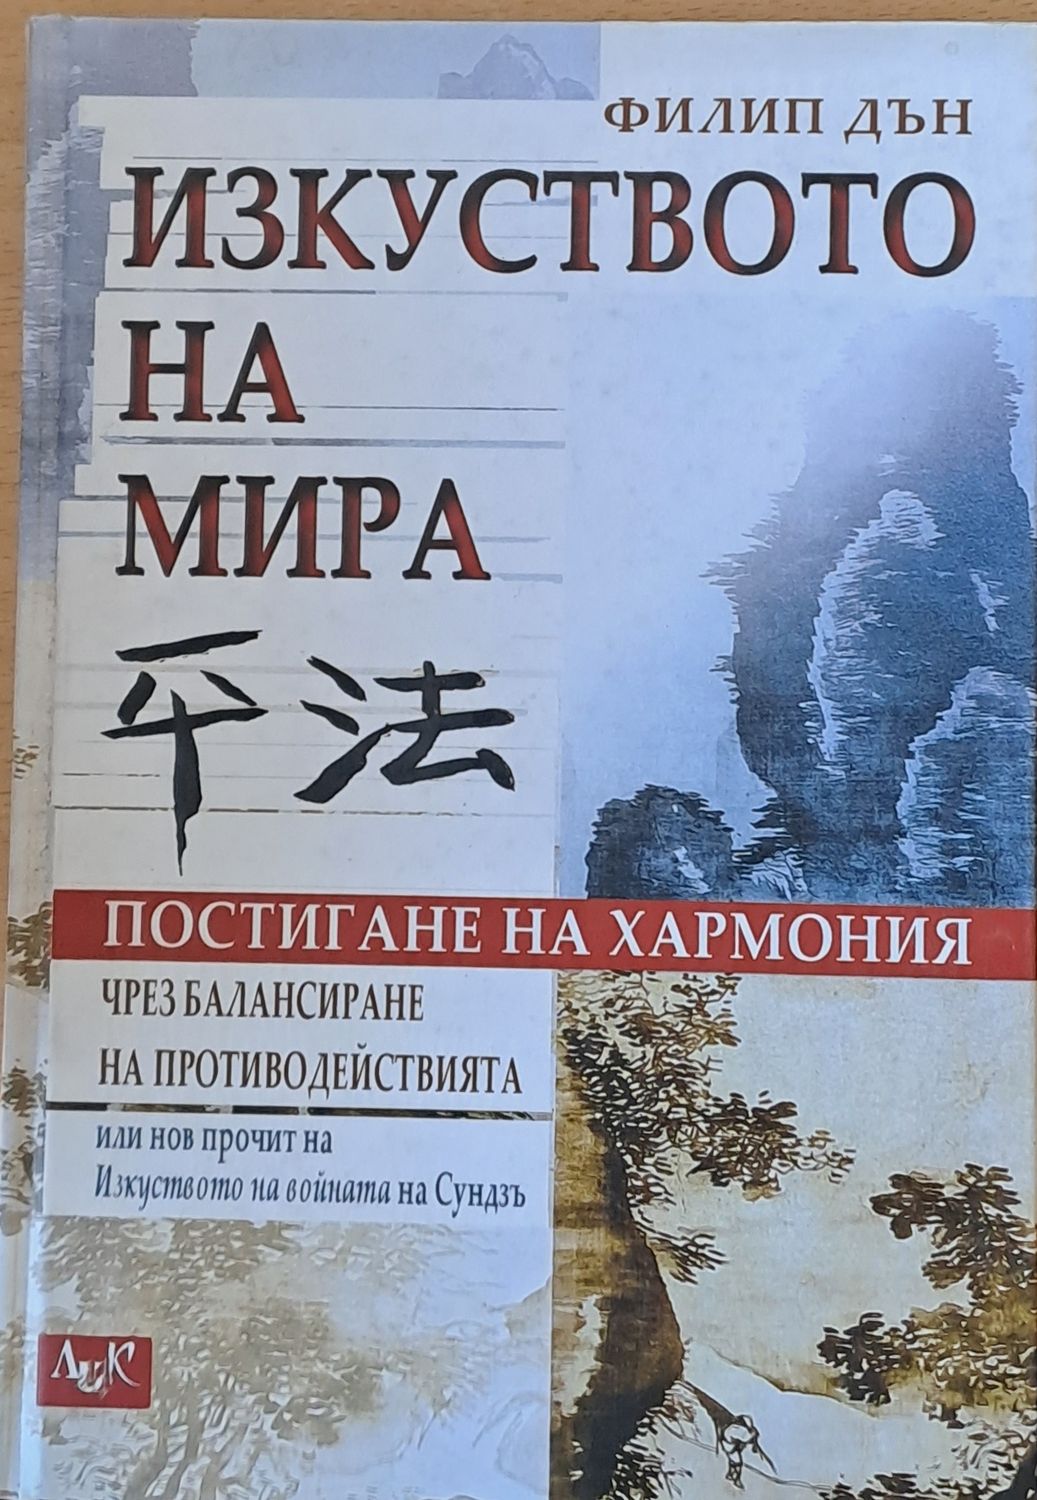 ФИЛИП ДЪН
ИЗКУСТВОТО
НА
МИРА
平法
ПОСТИГАНЕ НА ХАРМОНИЯ
ЧРЕЗ БАЛАНСИРАНЕ
НА ПРОТИВОДЕЙСТВИЯТА
или нов прочит на
Изкуството на войната на Сундзъ
ЛИК